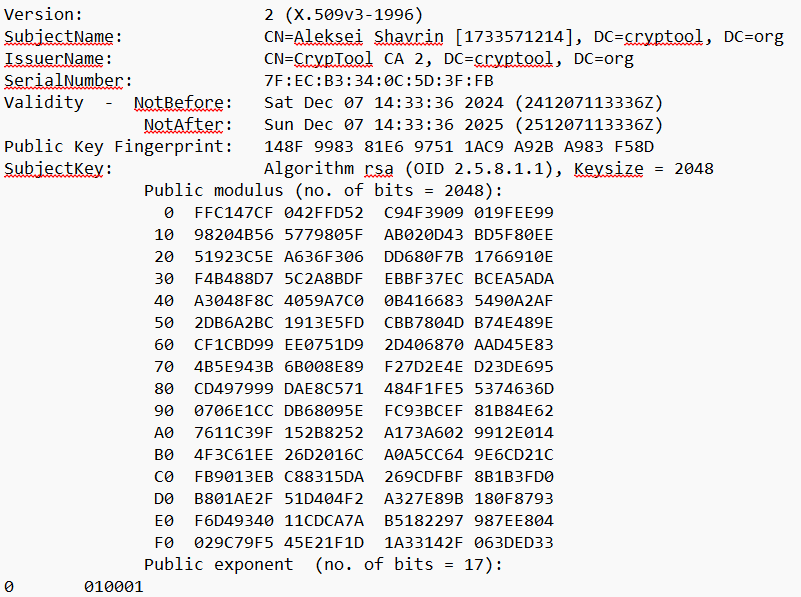 Version: 2 (X.509v3-1996)
SubjectName: CN=Aleksei Shavrin [1733571214], DC=cryptool, DC=org
IssuerName: CN=CrypTool CA 2, DC=cryptool, DC=org
SerialNumber: 7F:EC:B3:34:0C:5D:3F:FB
Validity - NotBefore: Sat Dec 07 14:33:36 2024 (241207113336Z)
NotAfter: Sun Dec 07 14:33:36 2025 (251207113336Z)
Public Key Fingerprint: 148F 9983 81E6 9751 1AC9 A92B A983 F58D
SubjectKey: Algorithm rsa (OID 2.5.8.1.1), Keysize = 2048
Public modulus (no. of bits = 2048):
0 FFC147CF 042FFD52 C94F3909 019FEE99
10 98204B56 5779805F AB020D43 BD5F80EE
20 51923C5E A636F306 DD680F7B 1766910E
30 F4B488D7 5C2A8BDF EBBF37EC BCEA5ADA
40 A3048F8C 4059A7C0 0B416683 5490A2AF
50 2DB6A2BC 1913E5FD CBB7804D B74E489E
60 CF1CBD99 EE0751D9 2D406870 AAD45E83
70 4B5E943B 6B008E89 F27D2E4E D23DE695
80 CD497999 DAE8C571 484F1FE5 5374636D
90 0706E1CC DB68095E FC93BCEF 81B84E62
A0 7611C39F 152B8252 A173A602 9912E014
B0 4F3C61EE 26D2016C A0A5CC64 9E6CD21C
C0 FB9013EB C88315DA 269CDFBF 8B1B3FD0
D0 B801AE2F 51D404F2 A327E89B 180F8793
E0 F6D49340 11CDCA7A B5182297 987EE804
F0 029C79F5 45E21F1D 1A33142F 063DED33
Public exponent (no. of bits = 17):
0 010001